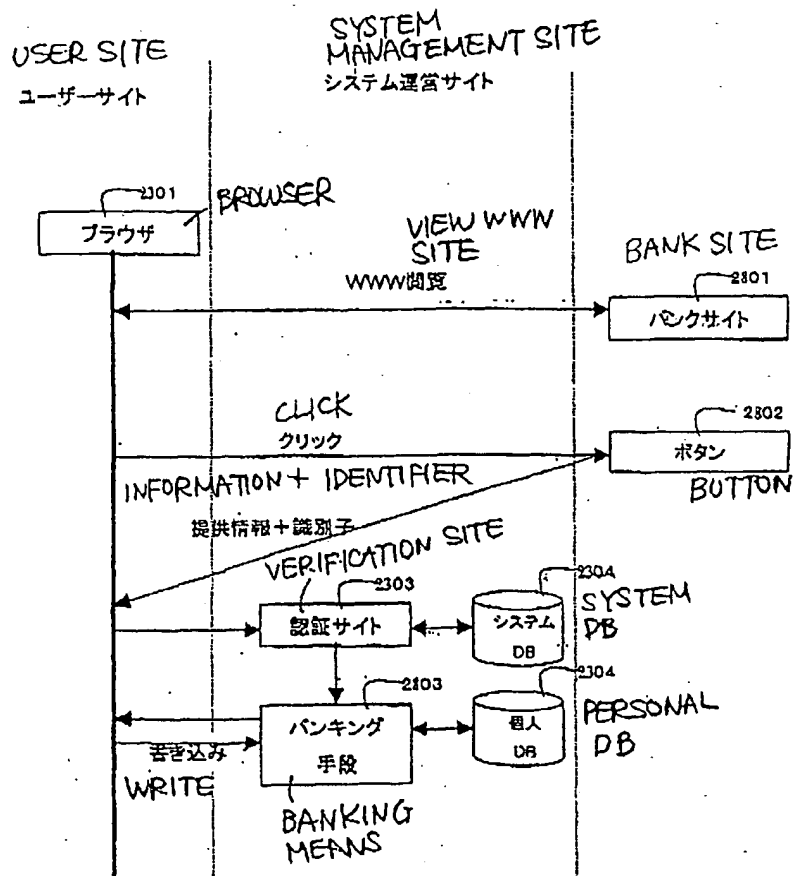 USER SITE
ユーザーサイト
SYSTEM
MANAGEMENT SITE
システム運営サイト
2301
BROWSER
ブラウザ
VIEW WWW
SITE
WWW閲覧
BANK SITE
2801
バンクサイト
CLICK
クリック
2802
ボタン
BUTTON
INFORMATION + IDENTIFIER
提供情報+識別子
VERIFICATION SITE
2303
認証サイト
2304
システム
DB
SYSTEM
DB
2803
バンキング
手段
2304
個人
DB
PERSONAL
DB
書き込み
WRITE
BANKING
MEANS